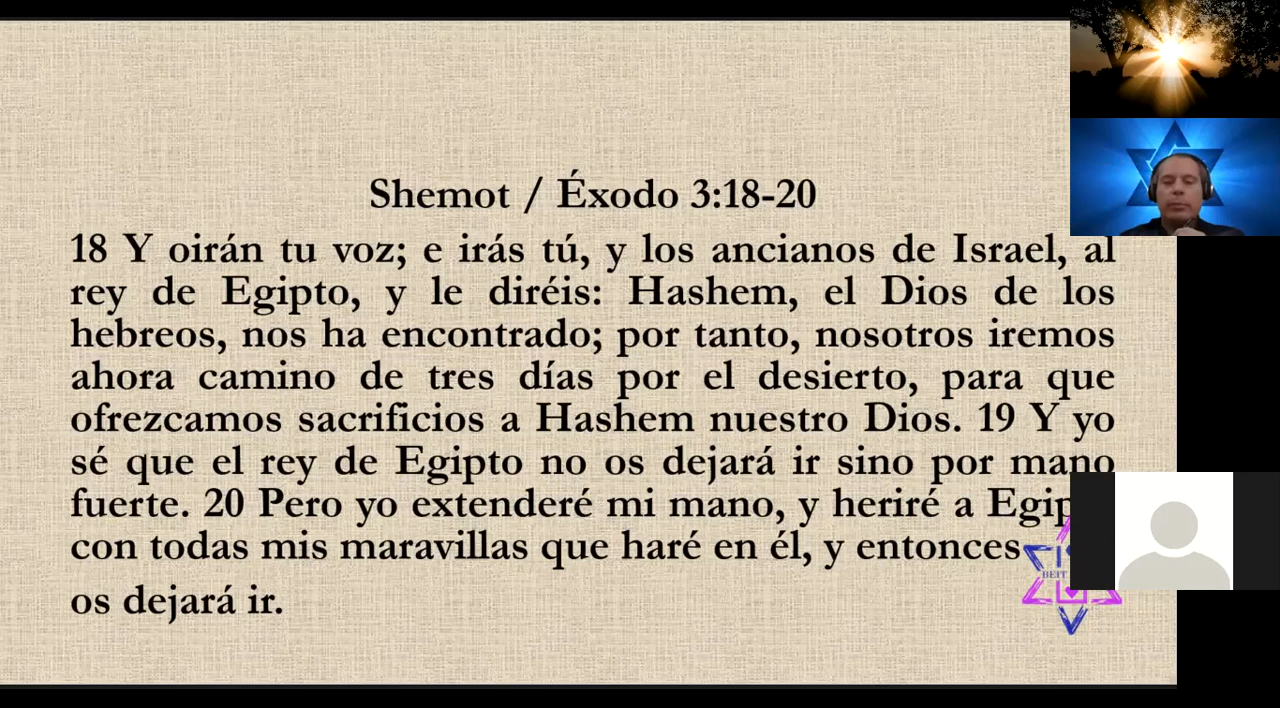 Shemot / Éxodo 3:18-20
18 Y oirán tu voz; e irás tú, y los ancianos de Israel, al
rey de Egipto, y le diréis: Hashem, el Dios de los
hebreos, nos ha encontrado; por tanto, nosotros iremos
ahora camino de tres días por el desierto, para que
ofrezcamos sacrificios a Hashem nuestro Dios. 19 Y yo
sé que el rey de Egipto no os dejará ir sino por mano
fuerte. 20 Pero yo extenderé mi mano, y heriré a
con todas mis maravillas que haré en él, y entonces
os dejará ir.
BEIT